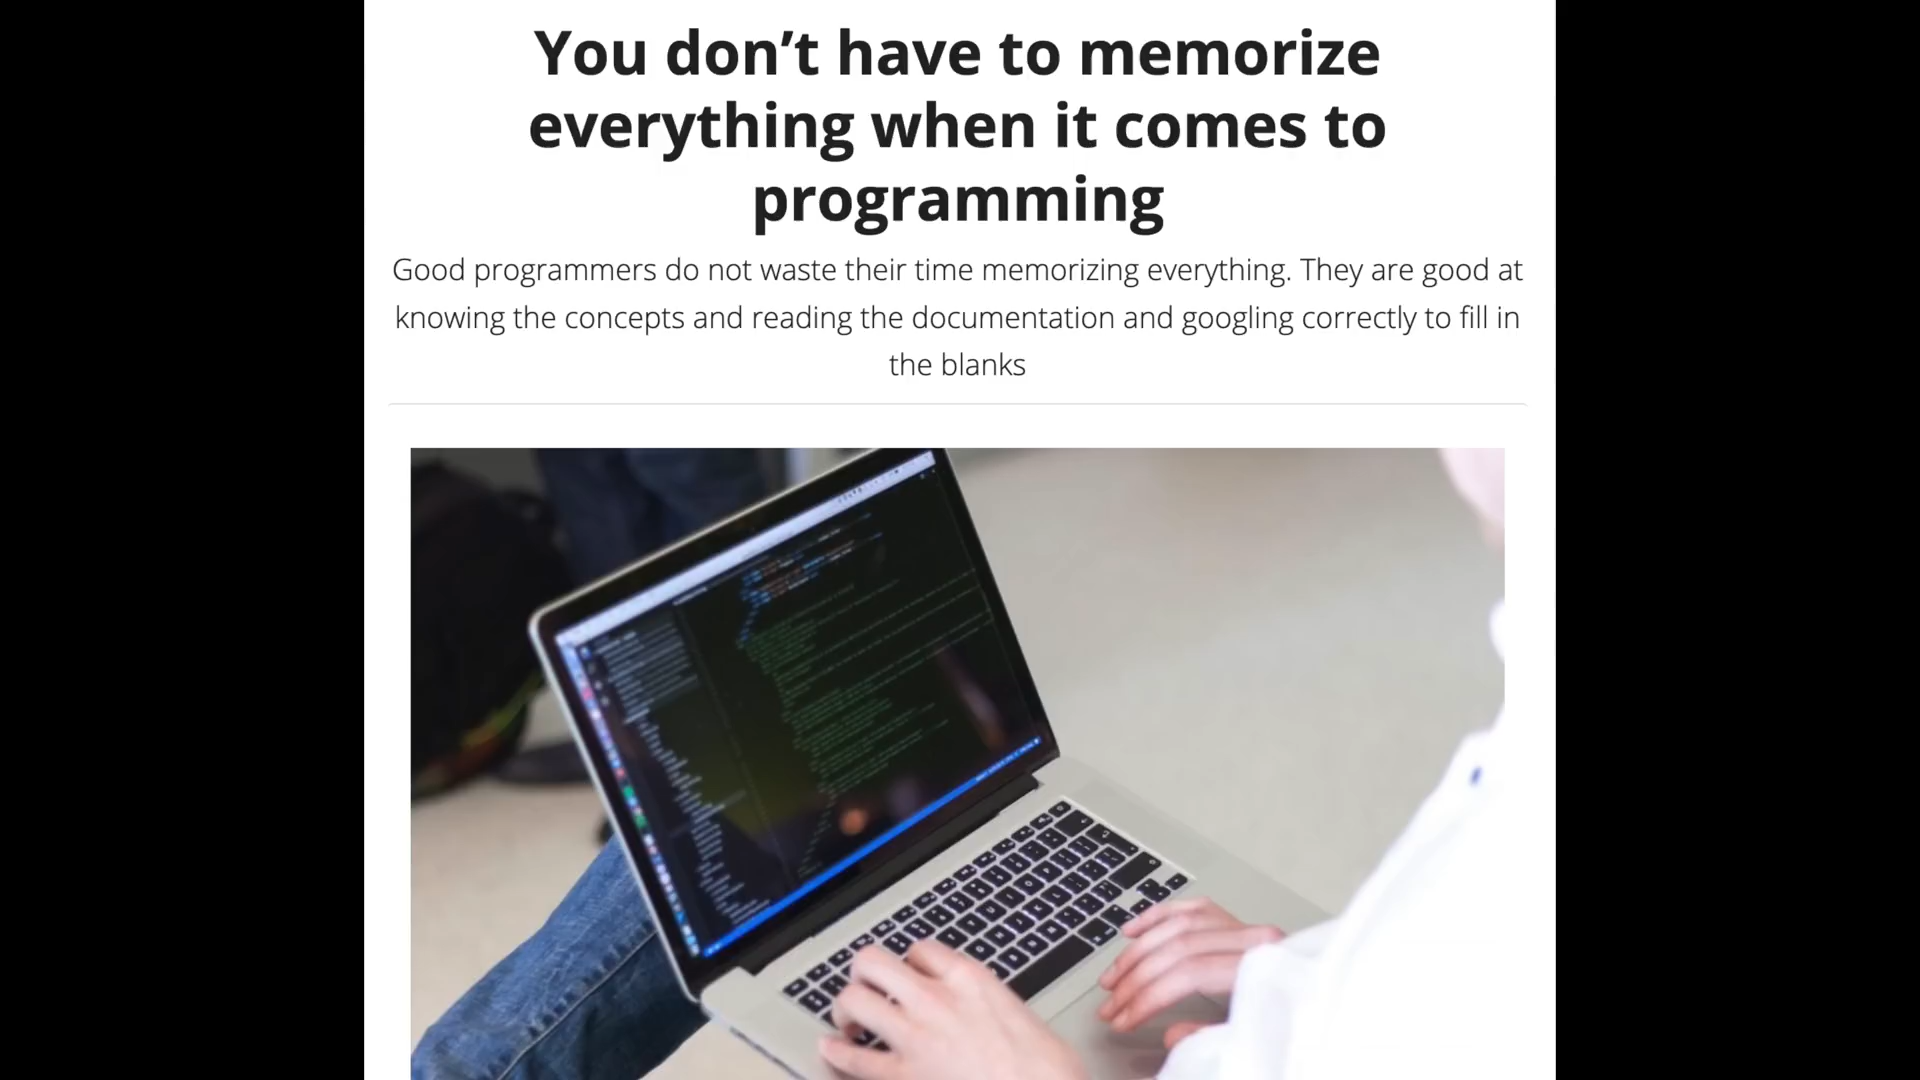 You don’t have to memorize
everything when it comes to
programming
Good programmers do not waste their time memorizing everything. They are good at
knowing the concepts and reading the documentation and googling correctly to fill in
the blanks